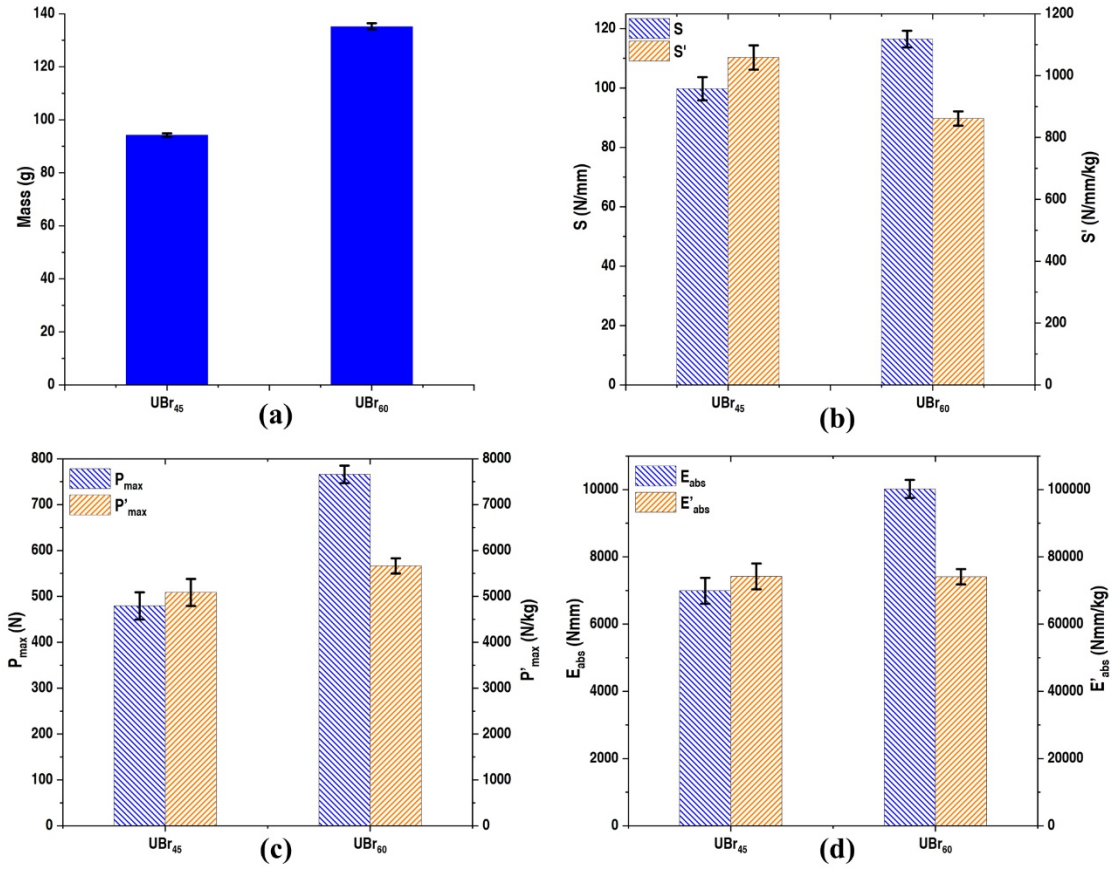 140
120
100
80
60
40
20
0
Mass (g)
UBr₄₅
UBr₆₀
(a)
S
S'
120
100
80
60
40
20
0
S (N/mm)
1200
1000
800
600
400
200
0
S' (N/mm/kg)
UBr₄₅
UBr₆₀
(b)
Pmax
P'max
800
700
600
500
400
300
200
100
0
Pmax (N)
8000
7000
6000
5000
4000
3000
2000
1000
0
P'max (N/kg)
UBr₄₅
UBr₆₀
(c)
Eabs
E'abs
10000
8000
6000
4000
2000
0
Eabs (Nmm)
100000
80000
60000
40000
20000
0
E'abs (Nmm/kg)
UBr₄₅
UBr₆₀
(d)